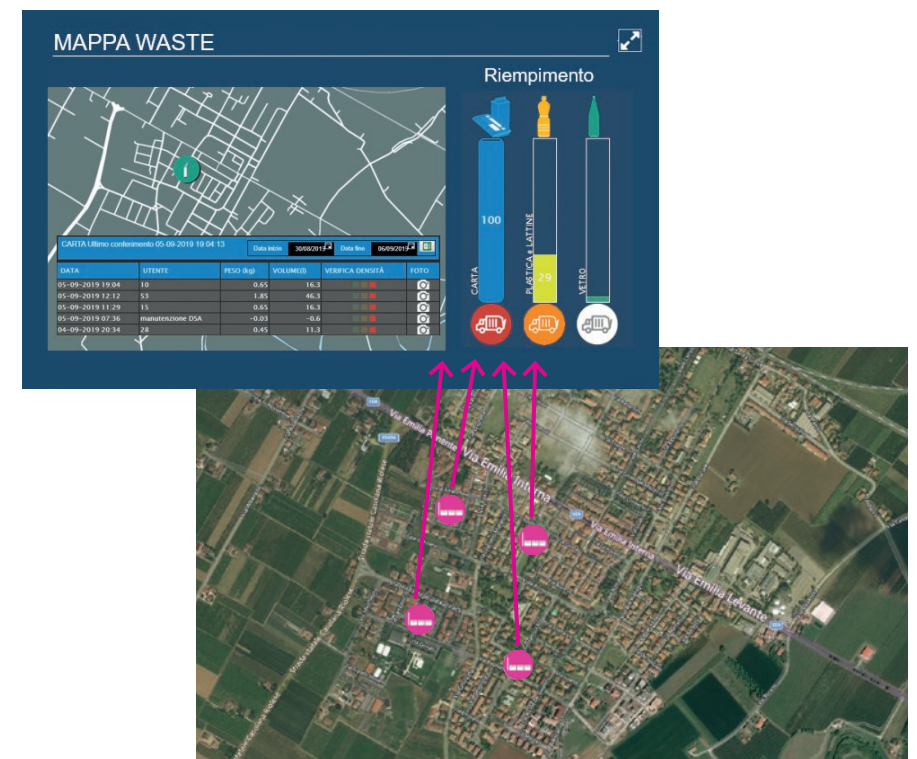 MAPPA WASTE
Riempimento
CARTA Ultimo conferimento 05-09-2019 19:04:13
Data inizio 30/08/2019 Data fine 06/09/2019
DATA UTENTE PESO (kg) VOLUME(l) VERIFICA DENSITÀ FOTO
05-09-2019 19:04 10 0.65 16.3
05-09-2019 12:12 53 1.85 46.3
05-09-2019 11:29 15 0.65 16.3
05-09-2019 07:36 manutenzione DSA -0.03 -0.6
04-09-2019 20:34 28 0.45 11.3
100
CARTA
29
PLASTICA e LATTINE
VETRO
Via Emilia Ponente
Via Emilia Interna
Via Emilia Interna
Via Emilia Levante